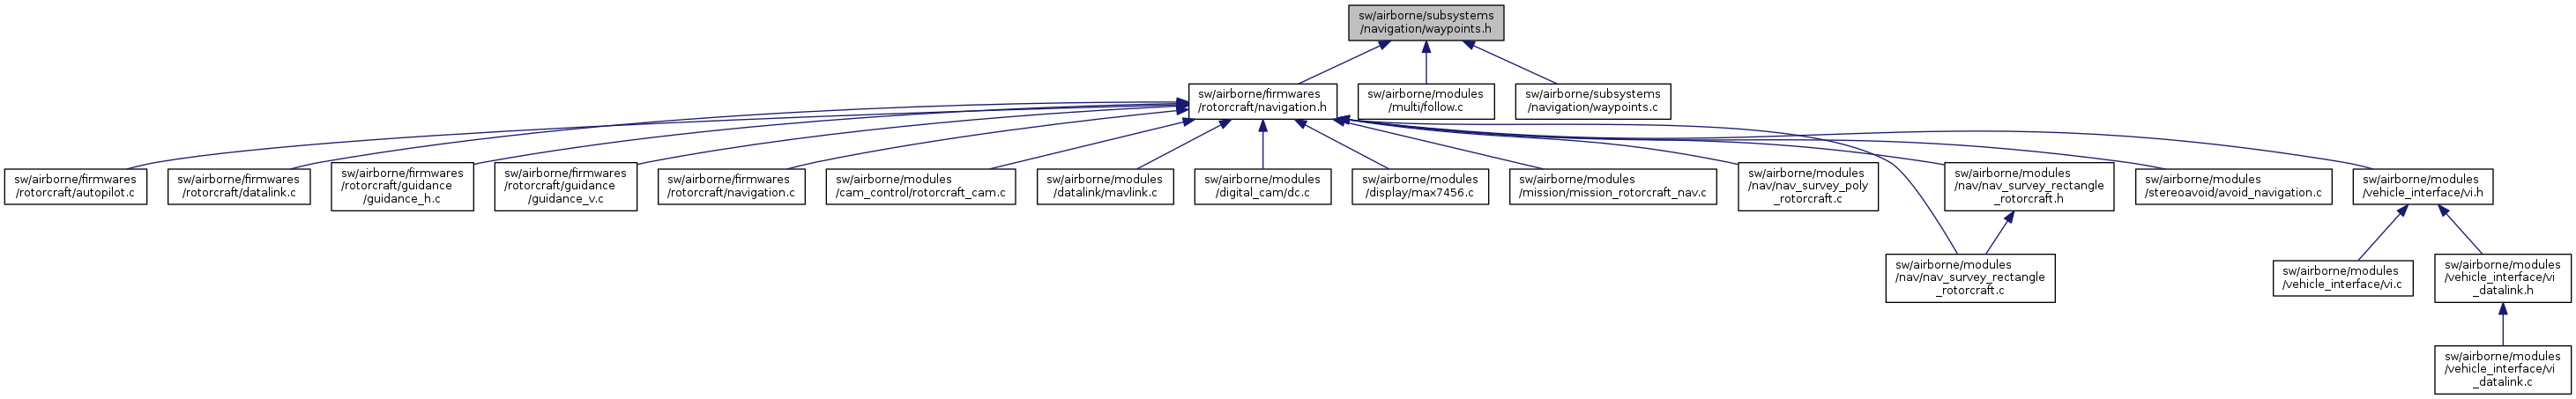 sw/airborne/subsystems
/navigation/waypoints.h
sw/airborne/firmwares
/rotorcraft/navigation.h
sw/airborne/modules
/multi/follow.c
sw/airborne/subsystems
/navigation/waypoints.c
sw/airborne/firmwares
/rotorcraft/autopilot.c
sw/airborne/firmwares
/rotorcraft/datalink.c
sw/airborne/firmwares
/rotorcraft/guidance
/guidance_h.c
sw/airborne/firmwares
/rotorcraft/guidance
/guidance_v.c
sw/airborne/firmwares
/rotorcraft/navigation.c
sw/airborne/modules
/cam_control/rotorcraft_cam.c
sw/airborne/modules
/datalink/mavlink.c
sw/airborne/modules
/digital_cam/dc.c
sw/airborne/modules
/display/max7456.c
sw/airborne/modules
/mission/mission_rotorcraft_nav.c
sw/airborne/modules
/nav/nav_survey_poly
_rotorcraft.c
sw/airborne/modules
/nav/nav_survey_rectangle
_rotorcraft.h
sw/airborne/modules
/stereoavoid/avoid_navigation.c
sw/airborne/modules
/vehicle_interface/vi.h
sw/airborne/modules
/nav/nav_survey_rectangle
_rotorcraft.c
sw/airborne/modules
/vehicle_interface/vi.c
sw/airborne/modules
/vehicle_interface/vi
_datalink.h
sw/airborne/modules
/vehicle_interface/vi
_datalink.c